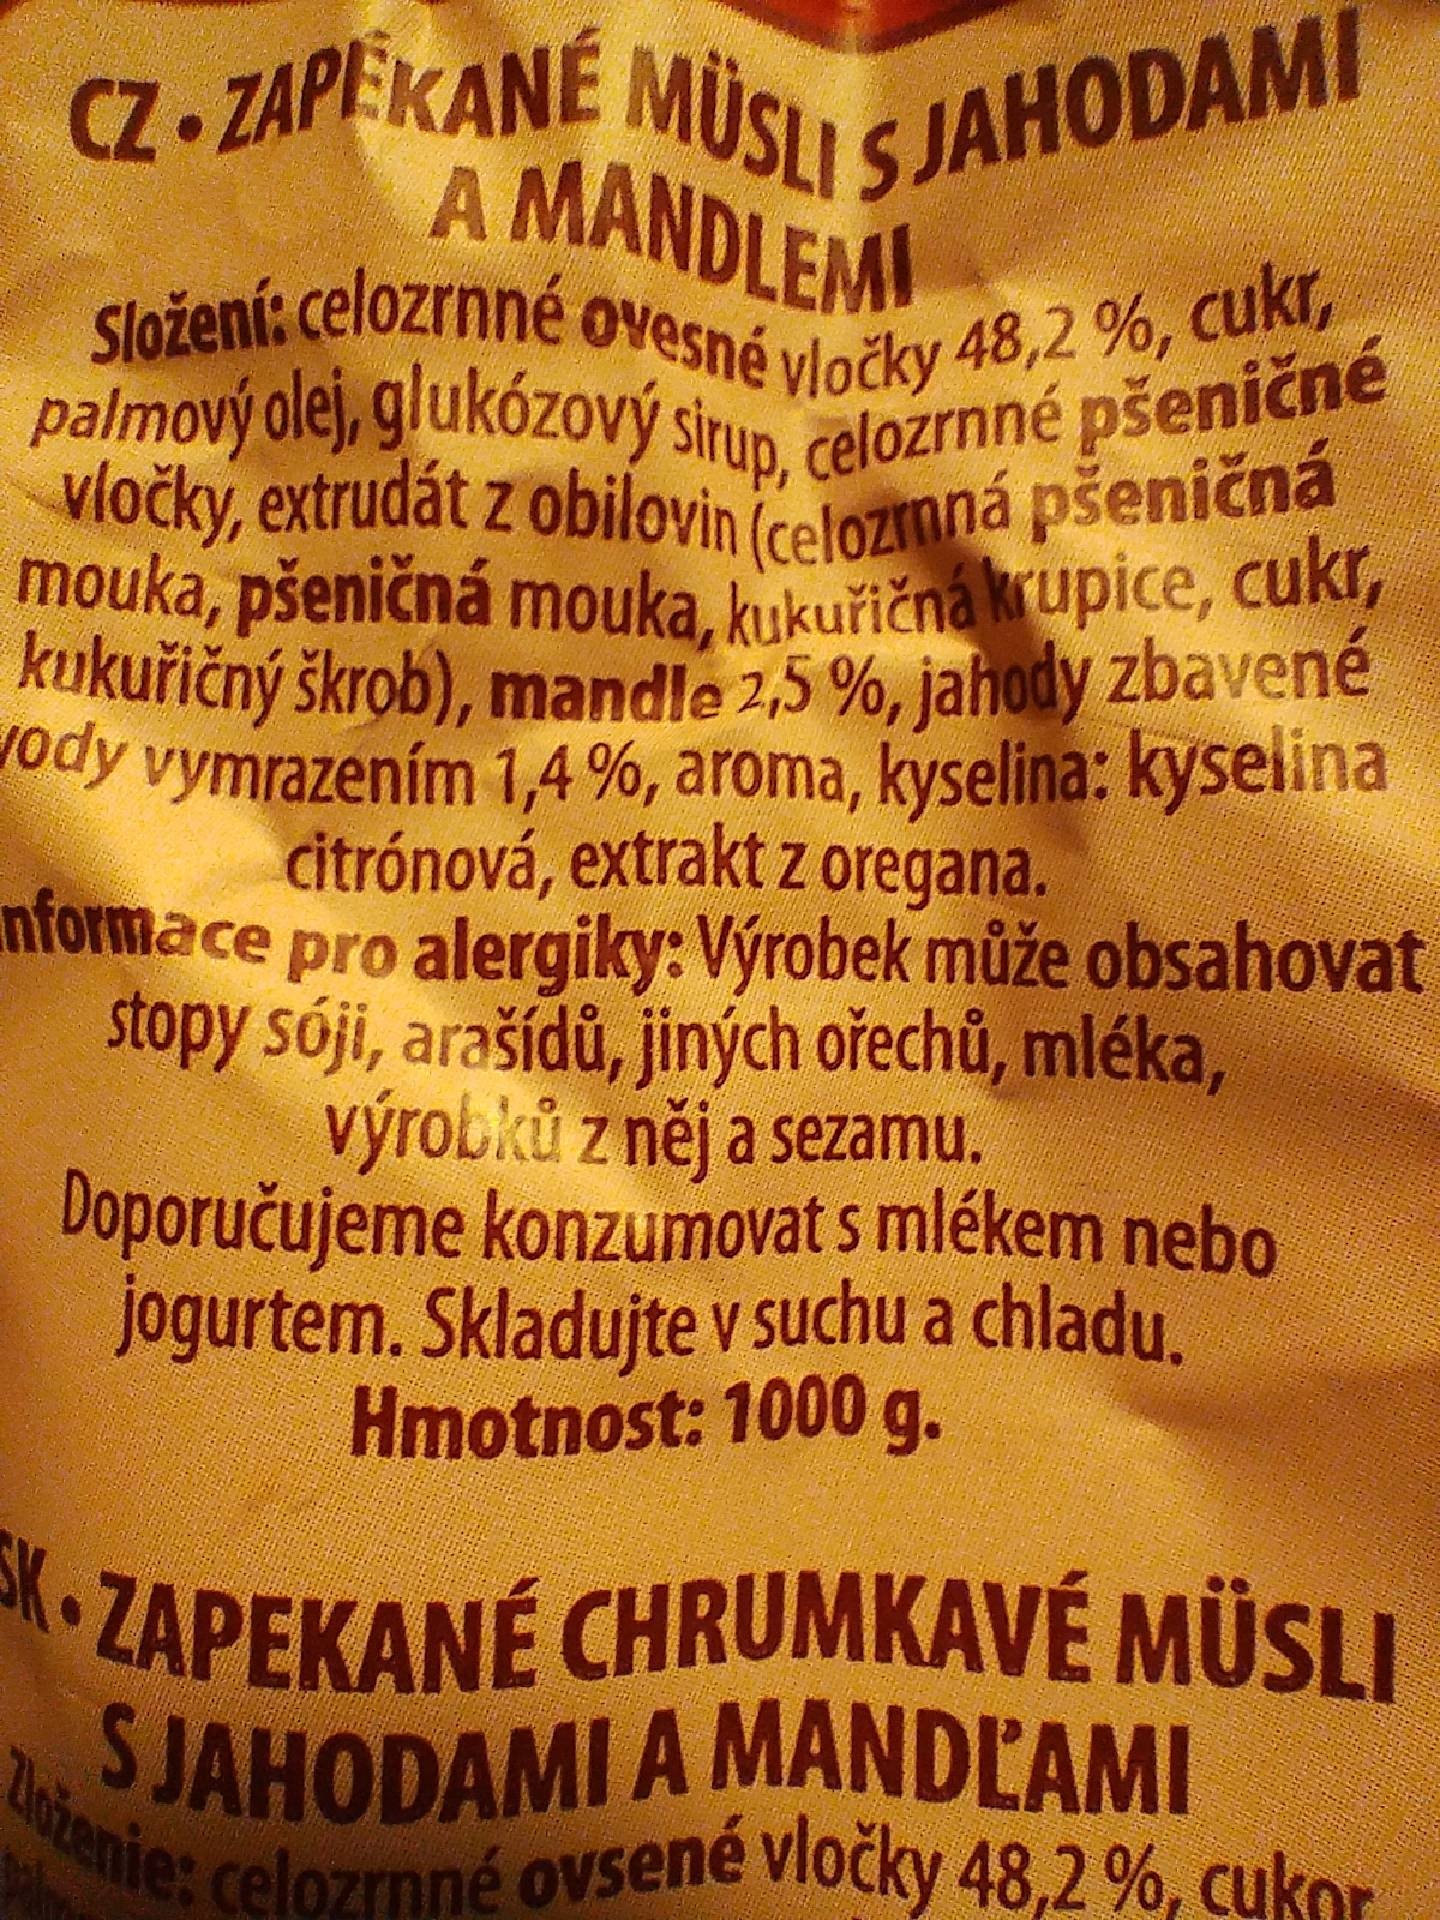 CZ • ZAPÉKANÉ MÜSLI S JAHODAMI
A MANDLEMI
Složení: celozrnné ovesné vločky 48,2 %, cukr,
palmový olej, glukózový sirup, celozrnné pšeničné
vločky, extrudát z obilovin (celozrnná pšeničná
mouka, pšeničná mouka, kukuřičná krupice, cukr,
kukuřičný škrob), mandle 2,5 %, jahody zbavené
vody vymrazením 1,4 %, aroma, kyselina: kyselina
citrónová, extrakt z oregana.
nformace pro alergiky: Výrobek může obsahovat
stopy sóji, arašídů, jiných ořechů, mléka,
výrobků z něj a sezamu.
Doporučujeme konzumovat s mlékem nebo
jogurtem. Skladujte v suchu a chladu.
Hmotnost: 1000 g.
SK • ZAPEKANÉ CHRUMKAVÉ MÜSLI
S JAHODAMI A MANDĽAMI
Zloženie: celozrnné ovsené vločky 48,2 %, cukor